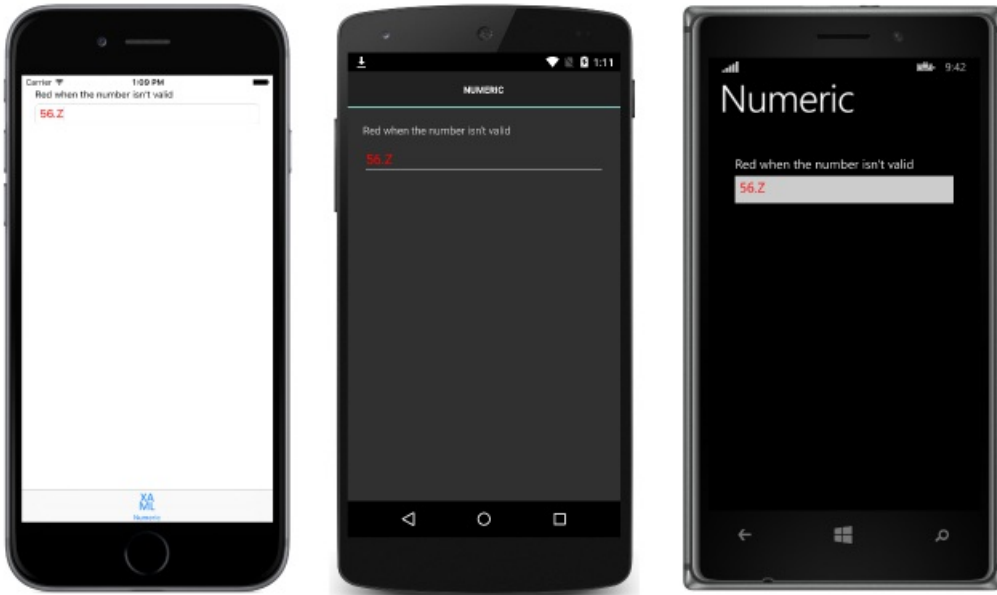 Carrier 1:09 PM
Red when the number isn't valid
56.Z
XA
ML
Numeric
1:11
NUMERIC
Red when the number isn't valid
56.Z
9:42
Numeric
Red when the number isn't valid
56.Z